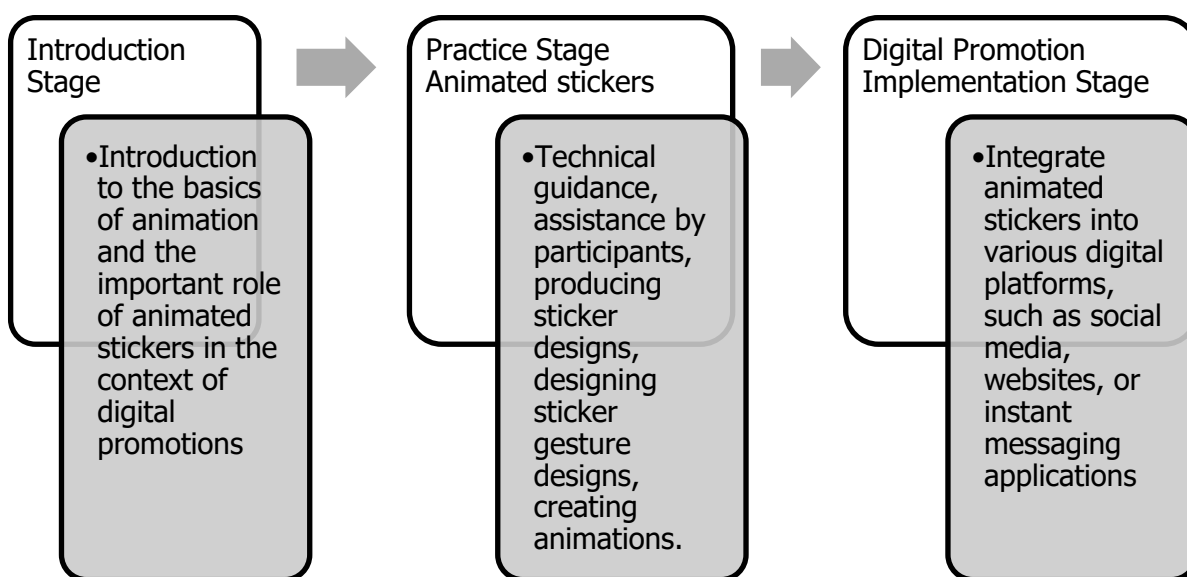 Introduction
Stage
•Introduction
to the basics
of animation
and the
important role
of animated
stickers in the
context of
digital
promotions
Practice Stage
Animated stickers
•Technical
guidance,
assistance by
participants,
producing
sticker
designs,
designing
sticker
gesture
designs,
creating
animations.
Digital Promotion
Implementation Stage
•Integrate
animated
stickers into
various digital
platforms,
such as social
media,
websites, or
instant
messaging
applications